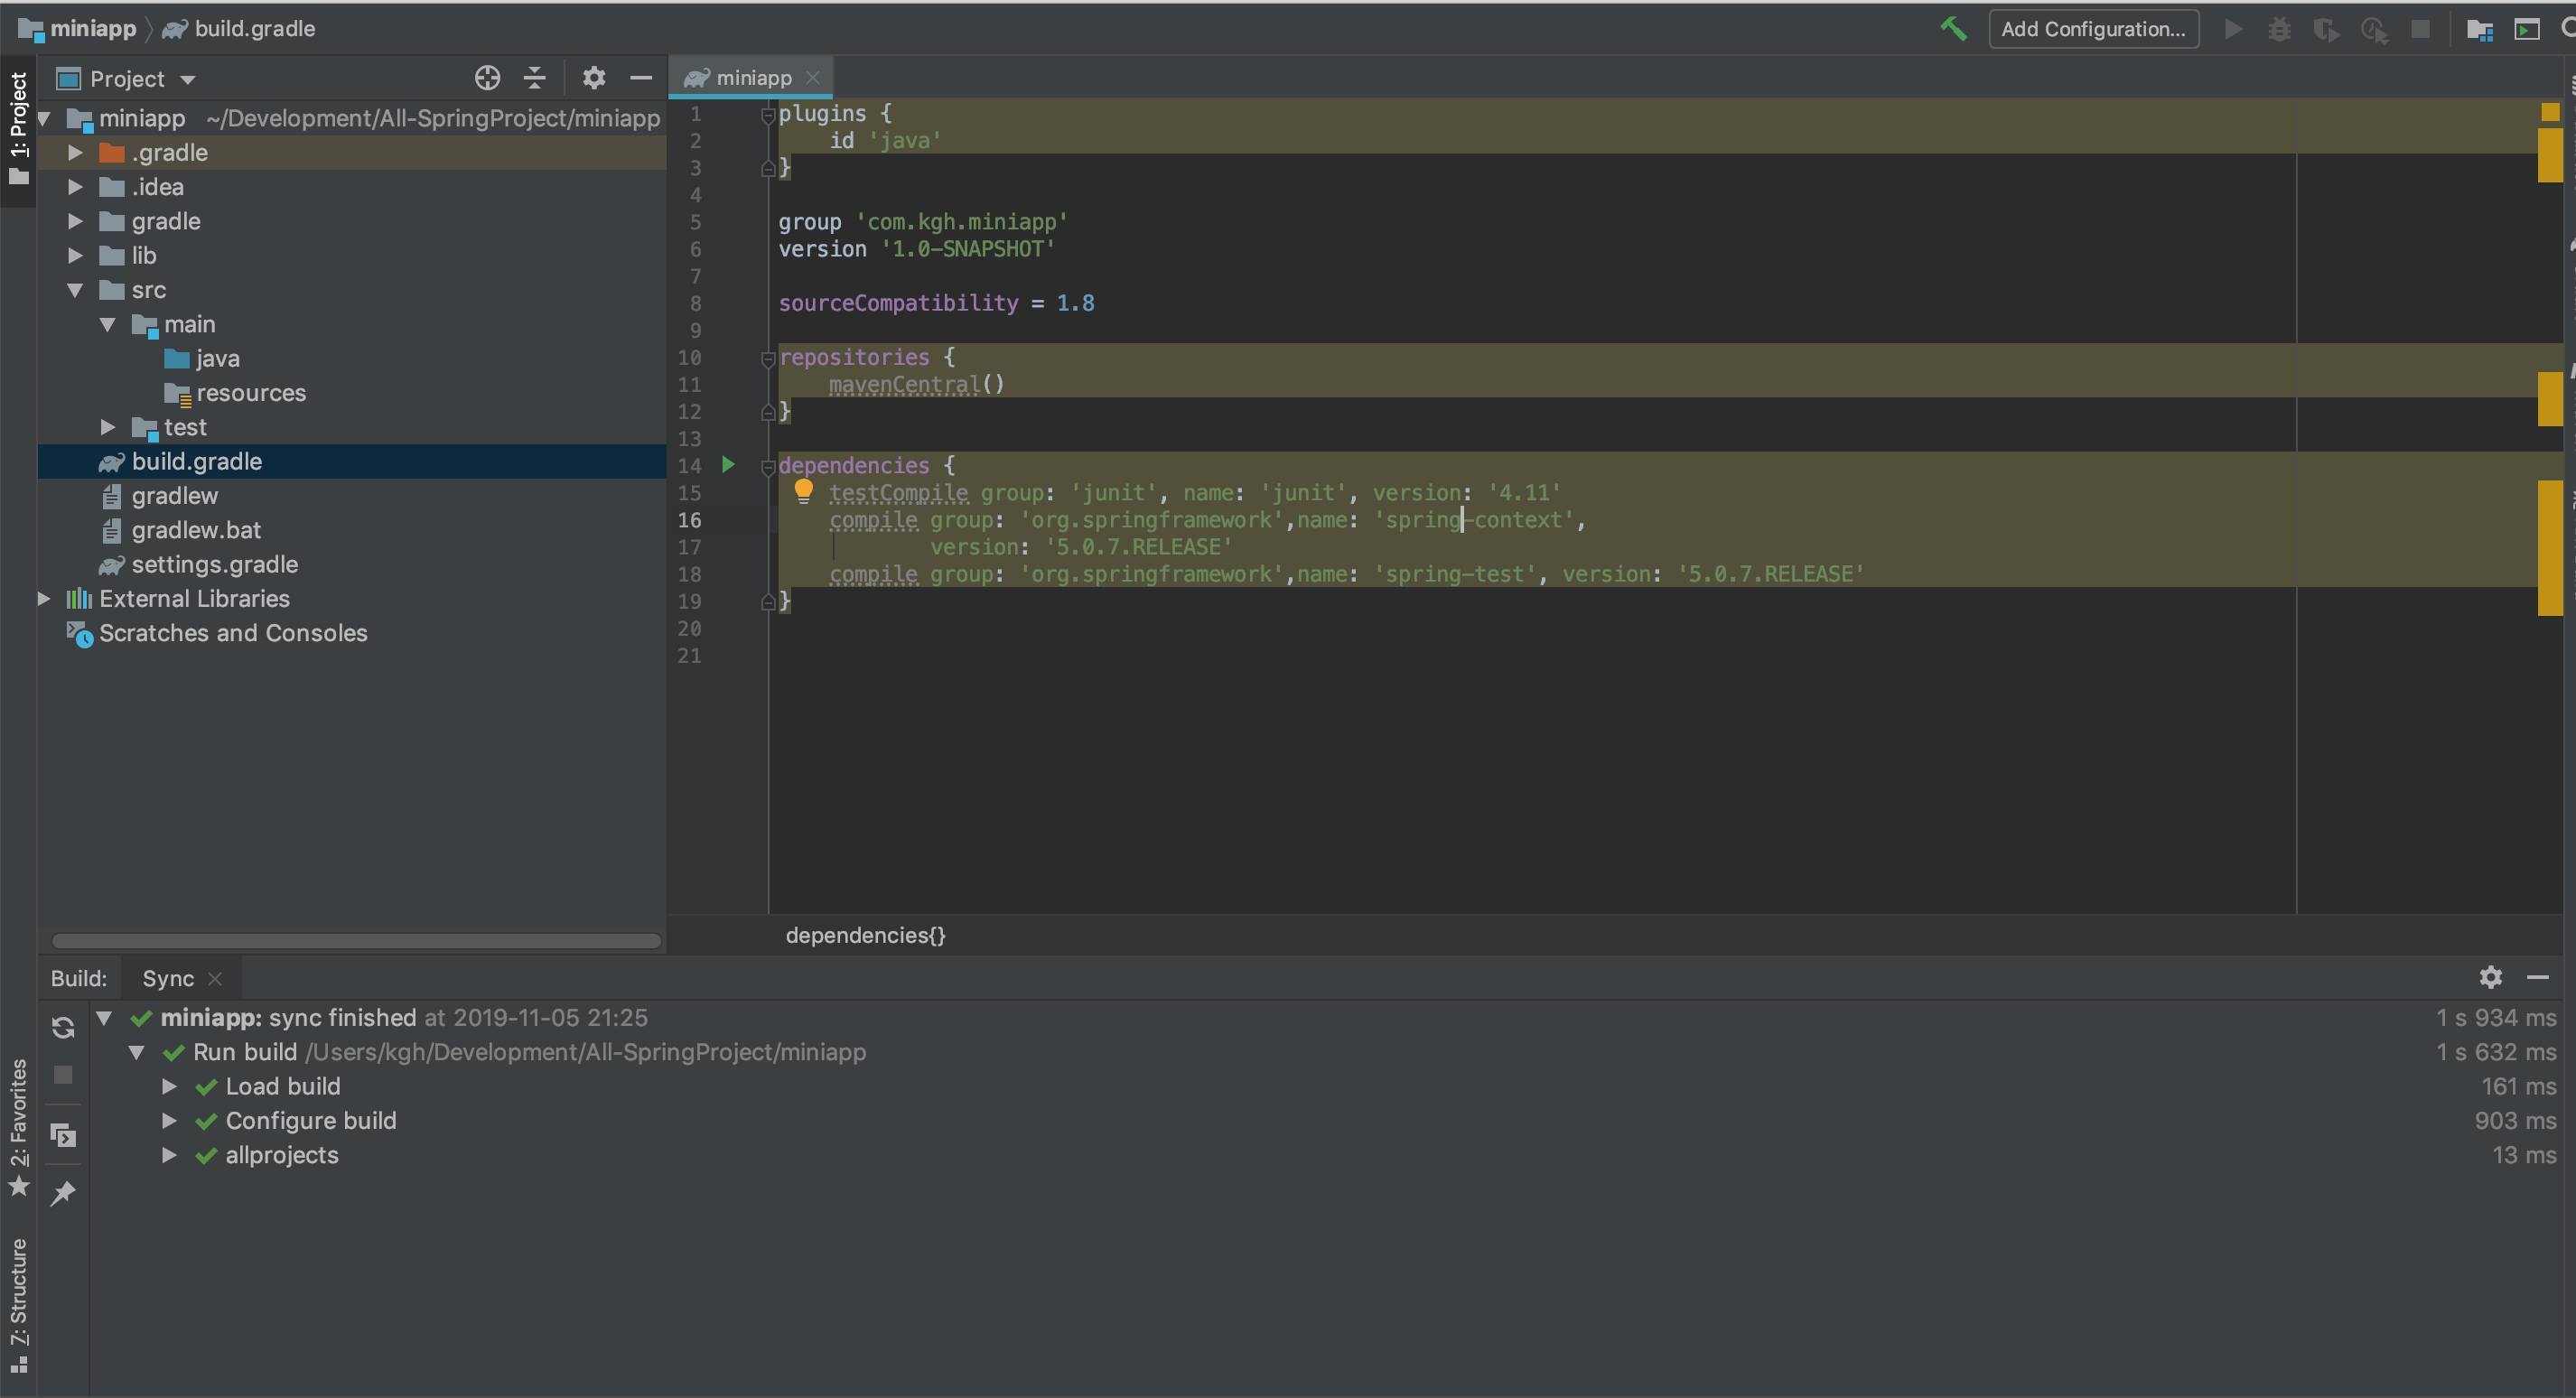 miniapp build.gradle
Add Configuration...
1: Project
Project
miniapp ~/Development/All-SpringProject/miniapp
.gradle
.idea
gradle
lib
src
main
java
resources
test
build.gradle
gradlew
gradlew.bat
settings.gradle
External Libraries
Scratches and Consoles
miniapp
1 plugins {
2     id 'java'
3 }
4
5 group 'com.kgh.miniapp'
6 version '1.0-SNAPSHOT'
7
8 sourceCompatibility = 1.8
9
10 repositories {
11     mavenCentral()
12 }
13
14 dependencies {
15     testCompile group: 'junit', name: 'junit', version: '4.11'
16     compile group: 'org.springframework',name: 'spring-context',
17             version: '5.0.7.RELEASE'
18     compile group: 'org.springframework',name: 'spring-test', version: '5.0.7.RELEASE'
19 }
20
21
dependencies{}
Build: Sync
miniapp: sync finished at 2019-11-05 21:25 1 s 934 ms
Run build /Users/kgh/Development/All-SpringProject/miniapp 1 s 632 ms
Load build 161 ms
Configure build 903 ms
allprojects 13 ms
2: Favorites
7: Structure